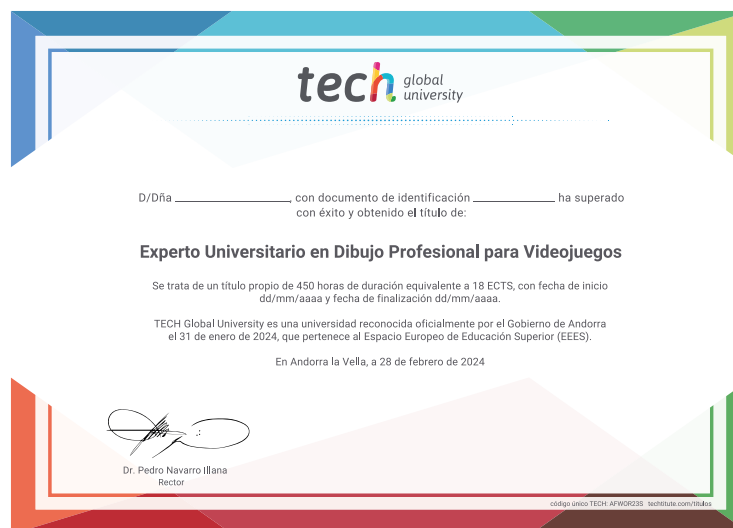 tech global university
D/Dña ______________, con documento de identificación __________ ha superado
con éxito y obtenido el título de:
Experto Universitario en Dibujo Profesional para Videojuegos
Se trata de un título propio de 450 horas de duración equivalente a 18 ECTS, con fecha de inicio
dd/mm/aaaa y fecha de finalización dd/mm/aaaa.
TECH Global University es una universidad reconocida oficialmente por el Gobierno de Andorra
el 31 de enero de 2024, que pertenece al Espacio Europeo de Educación Superior (EEES).
En Andorra la Vella, a 28 de febrero de 2024
Dr. Pedro Navarro Illana
Rector
código único TECH: AFWOR23S techtitute.com/titulos